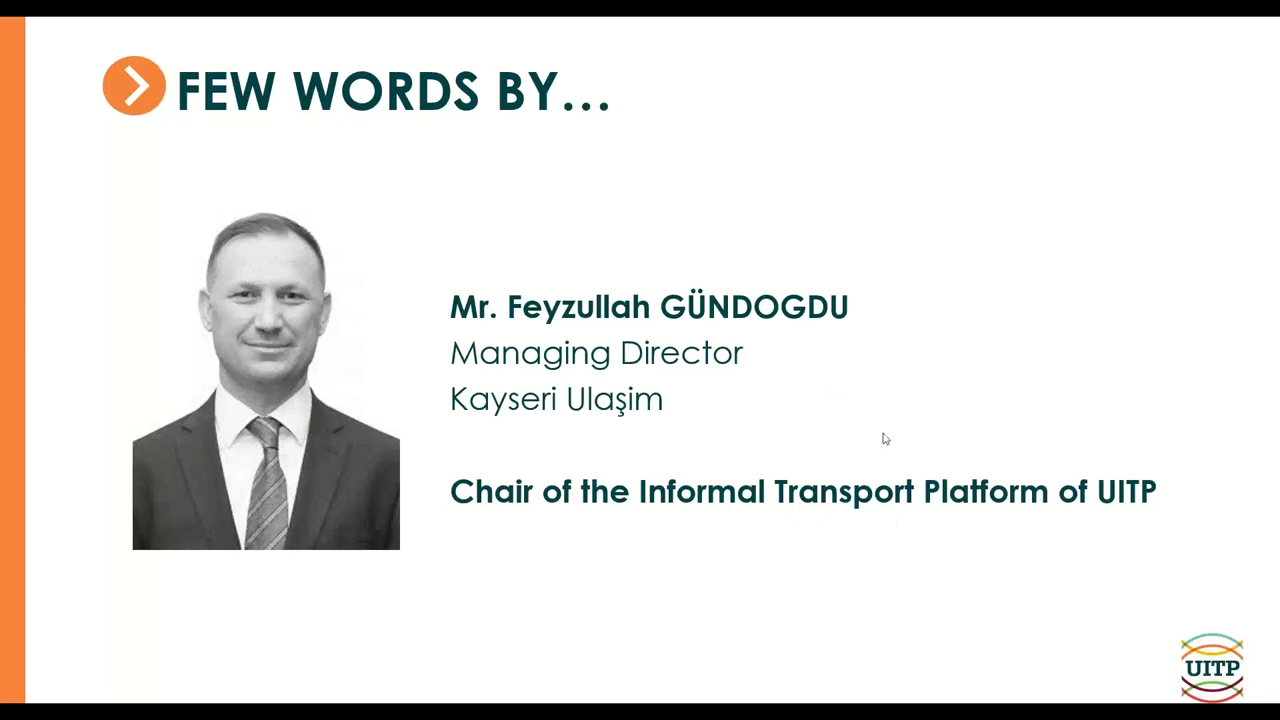 FEW WORDS BY...
Mr. Feyzullah GÜNDOGDU
Managing Director
Kayseri Ulaşim
Chair of the Informal Transport Platform of UITP
UITP